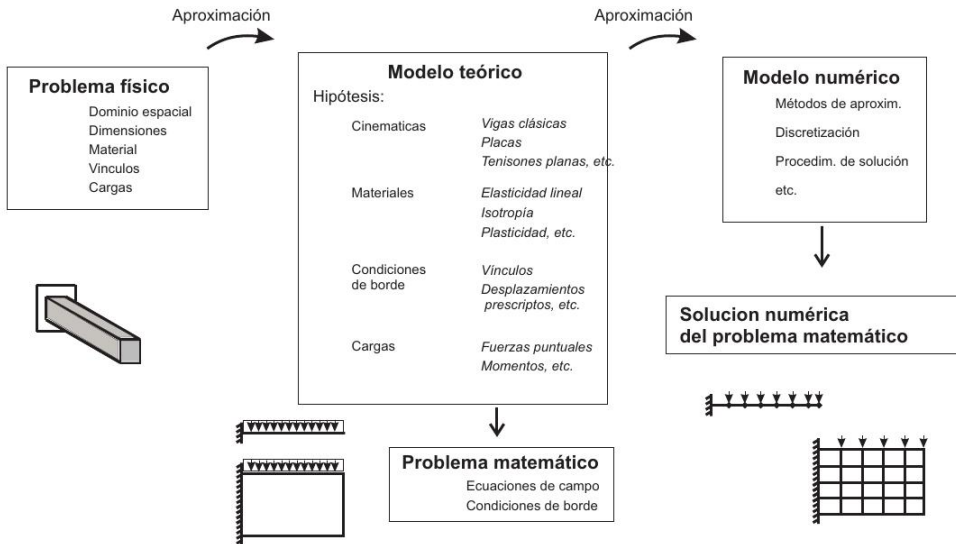 Aproximación
Aproximación
Problema físico
Dominio espacial
Dimensiones
Material
Vinculos
Cargas
Modelo teórico
Hipótesis:
Cinematicas
Vigas clásicas
Placas
Tenisones planas, etc.
Materiales
Elasticidad lineal
Isotropía
Plasticidad, etc.
Condiciones
de borde
Vínculos
Desplazamientos
prescriptos, etc.
Cargas
Fuerzas puntuales
Momentos, etc.
Problema matemático
Ecuaciones de campo
Condiciones de borde
Modelo numérico
Métodos de aproxim.
Discretización
Procedim. de solución
etc.
Solucion numérica
del problema matemático